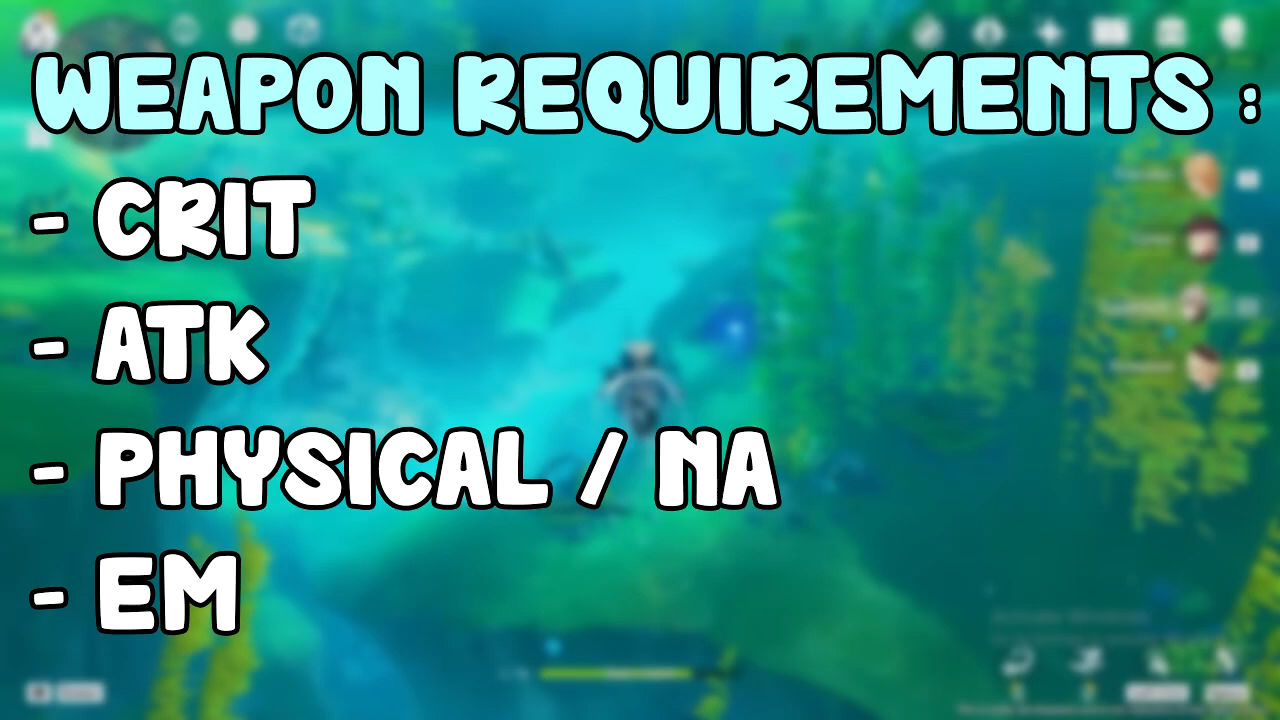 WEAPON REQUIREMENTS :
- CRIT
- ATK
- PHYSICAL / NA
- EM